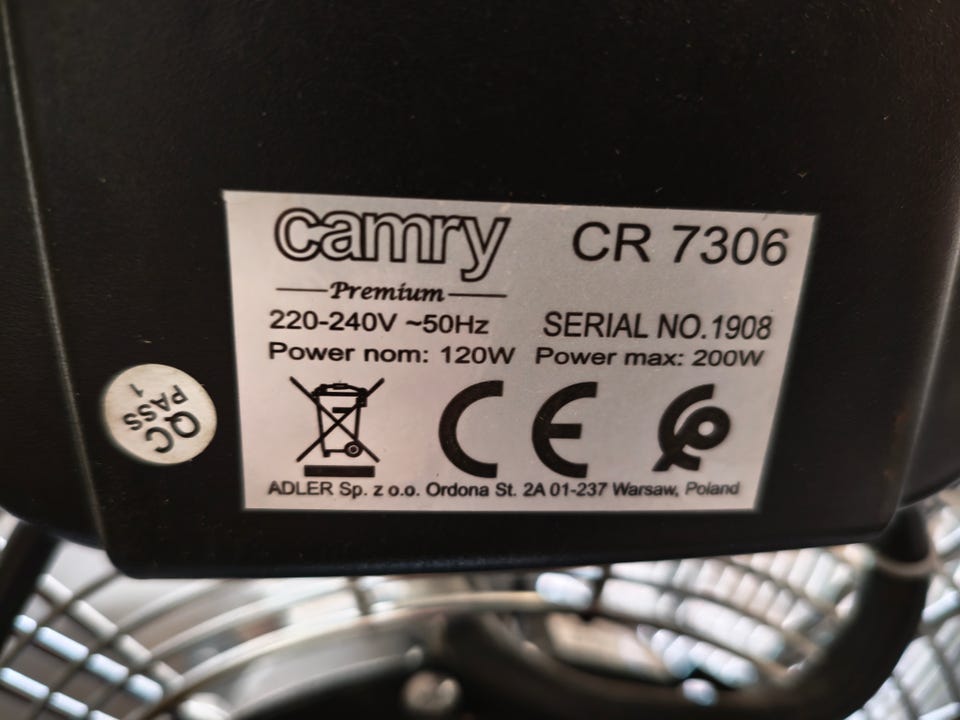 camry
CR 7306
Premium
220-240V ~50Hz
SERIAL NO.1908
Power nom: 120W
Power max: 200W
CE
ADLER Sp. z o.o. Ordona St. 2A 01-237 Warsaw, Poland
QC
PASS
1